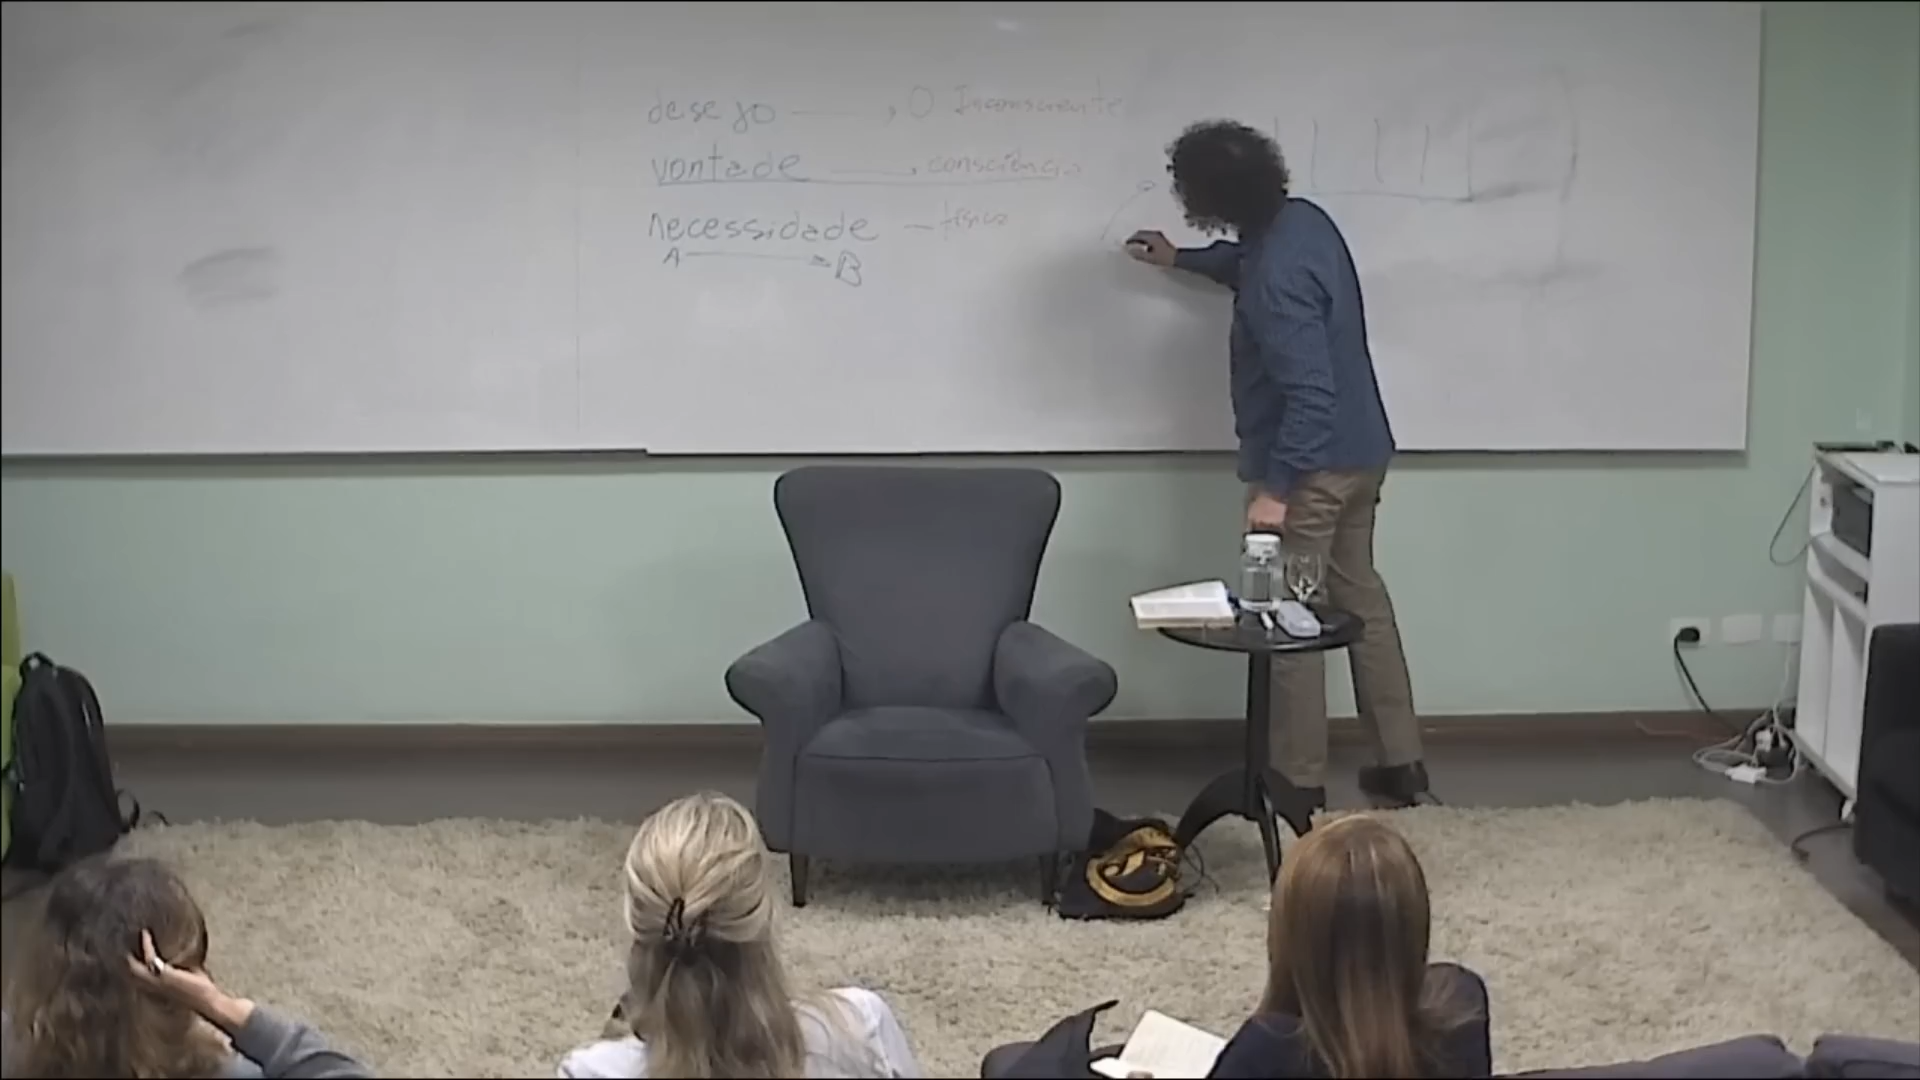 desejo — , O Inconsciente
vontade — , consciência
necessidade — físico
A → B